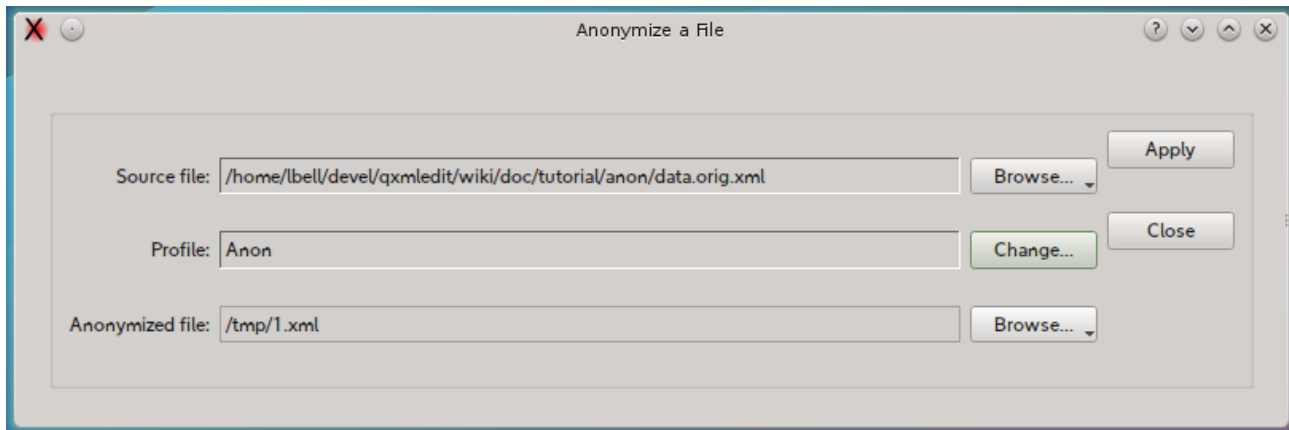 Anonymize a File
Source file: /home/lbell/devel/qxmledit/wiki/doc/tutorial/anon/data.orig.xml Browse... Apply
Profile: Anon Change... Close
Anonymized file: /tmp/1.xml Browse...